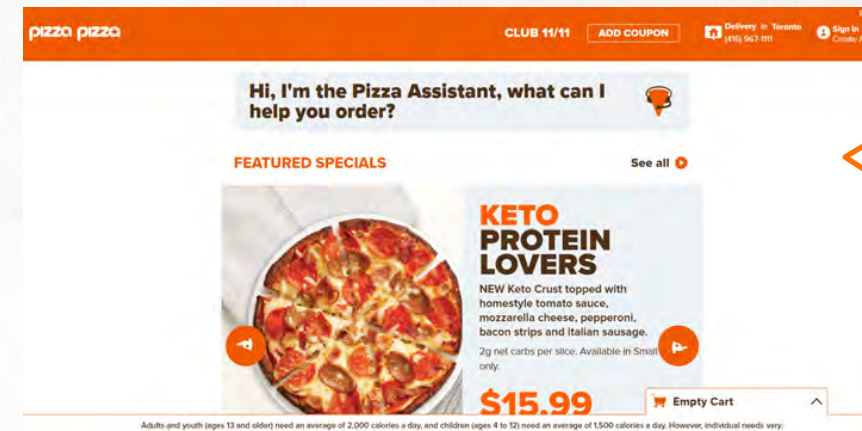 pizza pizza
CLUB 11/11
ADD COUPON
Delivery in Toronto
(416) 967-1111
Sign In
Create
Hi, I'm the Pizza Assistant, what can I
help you order?
FEATURED SPECIALS
See all
KETO
PROTEIN
LOVERS
NEW Keto Crust topped with
homestyle tomato sauce,
mozzarella cheese, pepperoni,
bacon strips and italian sausage.
2g net carbs per slice. Available in Small
only.
$15.99
Empty Cart
Adults and youth (ages 13 and older) need an average of 2,000 calories a day, and children (ages 4 to 12) need an average of 1,500 calories a day. However, individual needs vary.